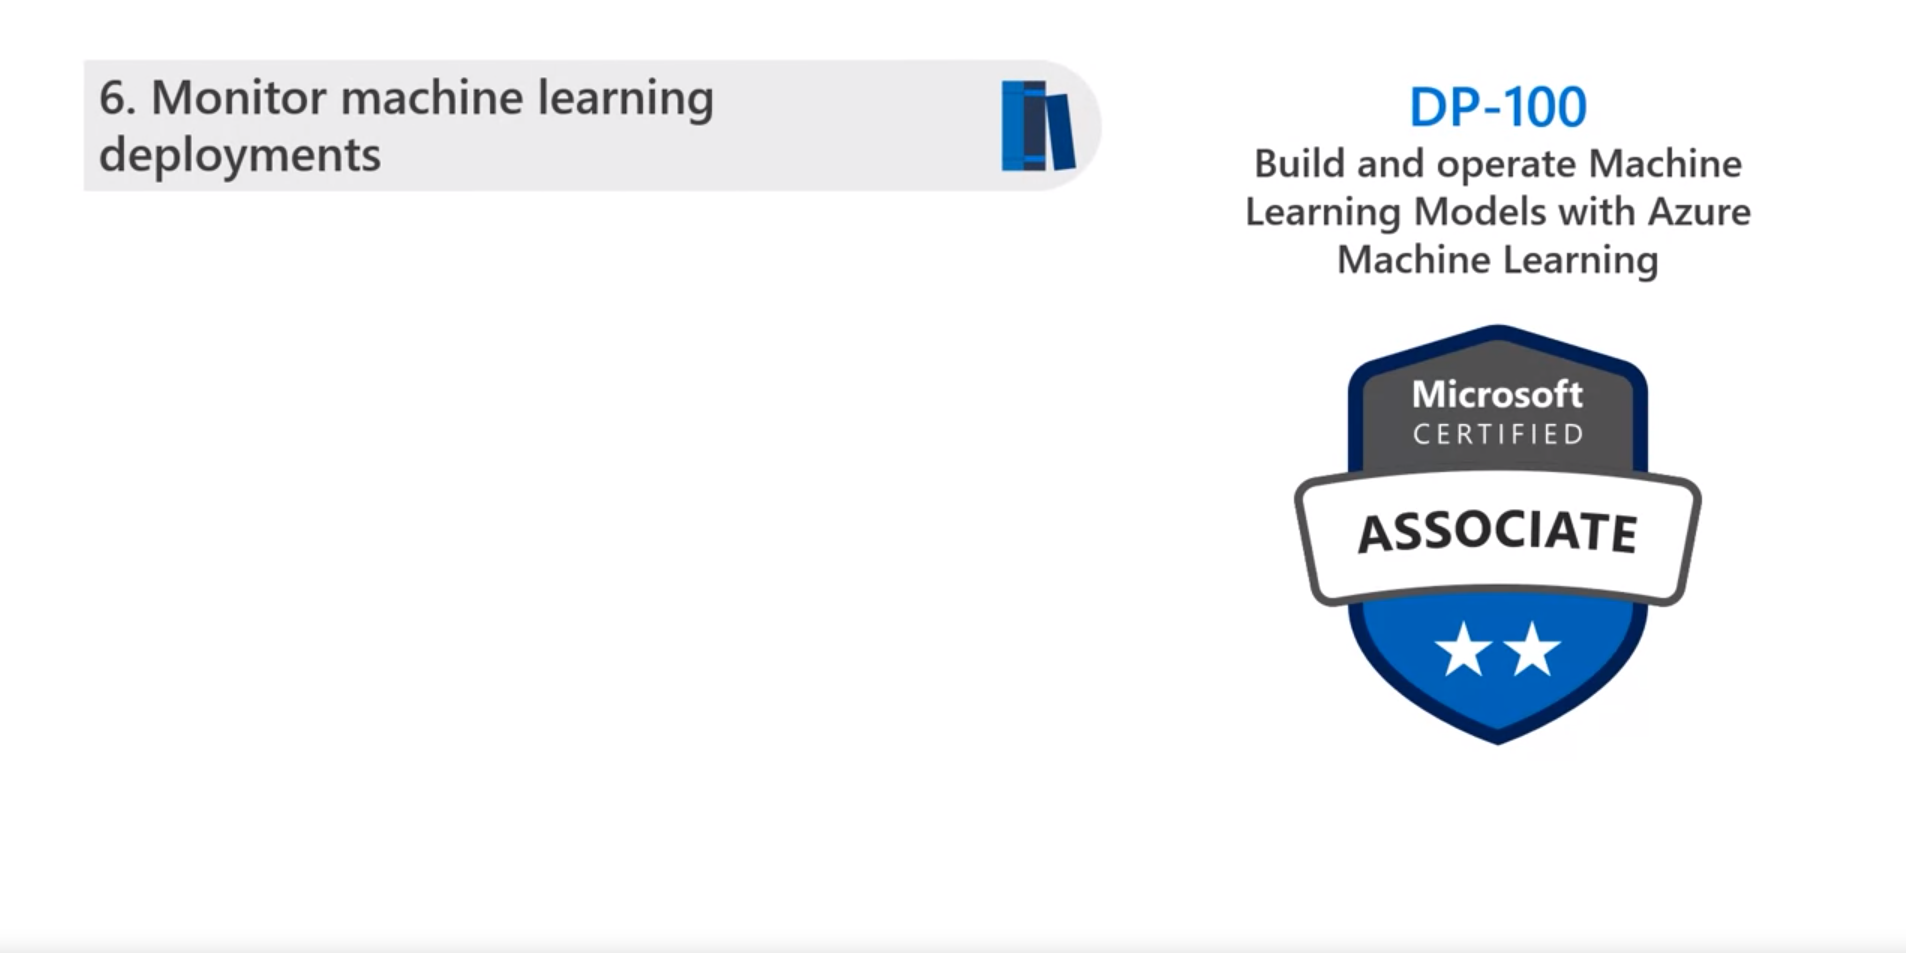 6. Monitor machine learning
deployments
DP-100
Build and operate Machine
Learning Models with Azure
Machine Learning
Microsoft
CERTIFIED
ASSOCIATE